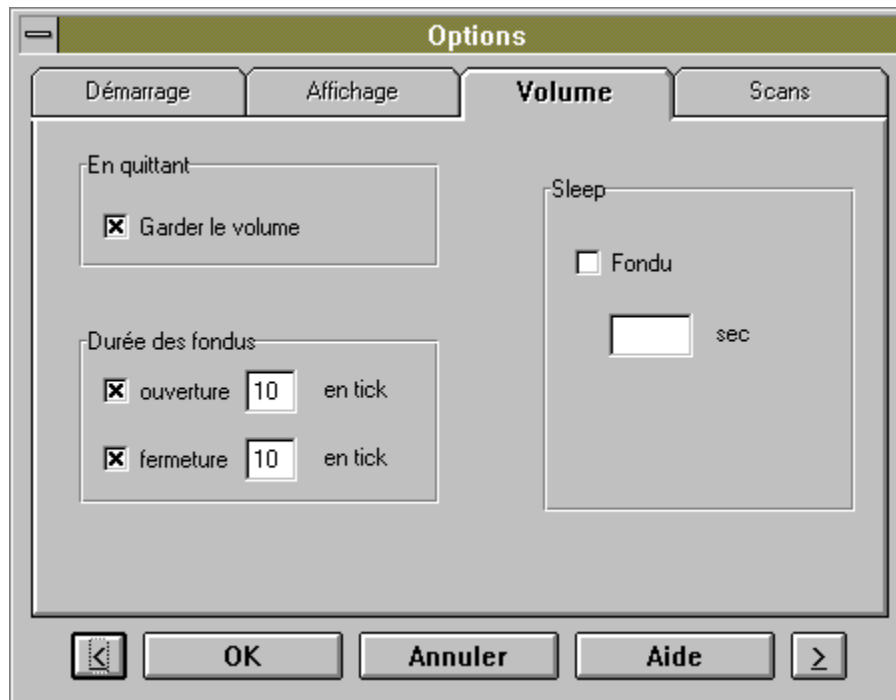 Options
Démarrage Affichage Volume Scans
En quittant
Garder le volume
Sleep
Fondu
sec
Durée des fondus
ouverture 10 en tick
fermeture 10 en tick
< OK Annuler Aide >